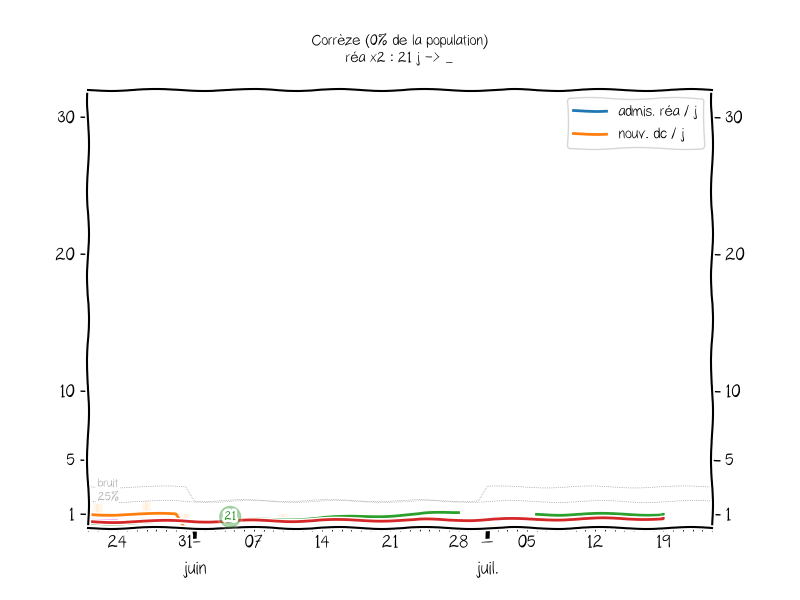 Corrèze (0% de la population)
réa x2 : 21 j -> _
admis. réa / j
nouv. dc / j
30
30
20
20
10
10
5
5
bruit
25%
21
1
1
24 31 07 14 21 28 05 12 19
juin juil.